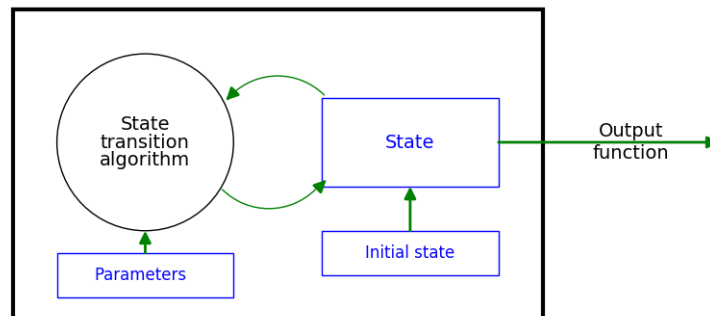 State
transition
algorithm
State
Output
function
Parameters
Initial state